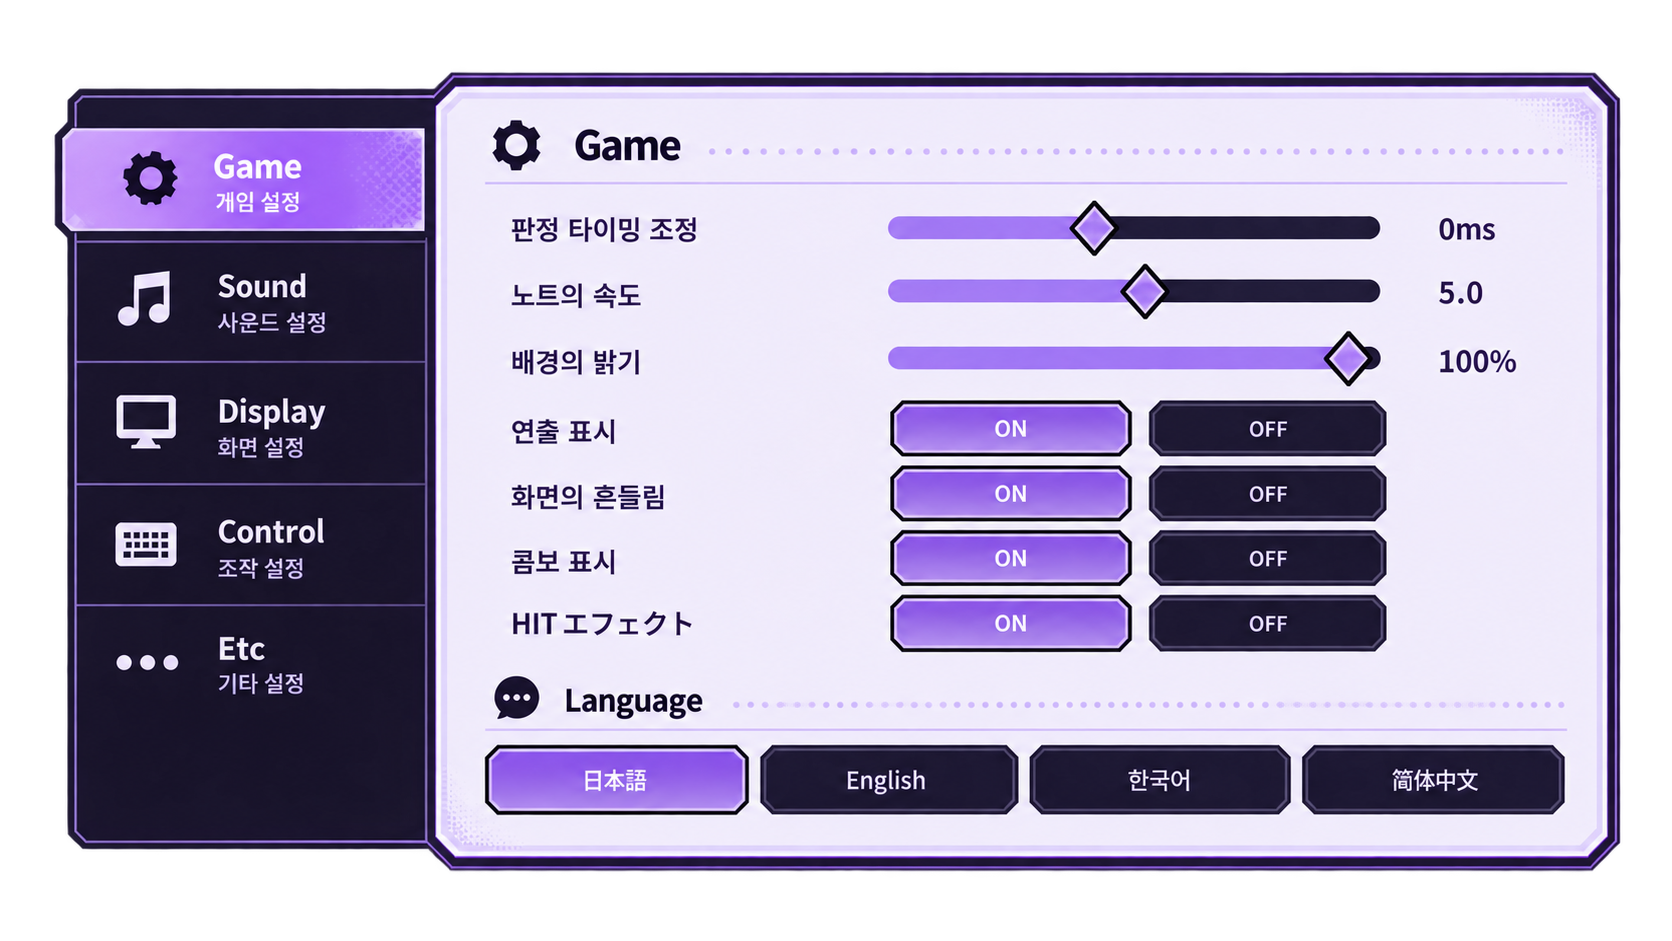 Game
게임 설정
Sound
사운드 설정
Display
화면 설정
Control
조작 설정
Etc
기타 설정
Game
판정 타이밍 조정 0ms
노트의 속도 5.0
배경의 밝기 100%
연출 표시 ON OFF
화면의 흔들림 ON OFF
콤보 표시 ON OFF
HIT エフェクト ON OFF
Language
日本語 English 한국어 简体中文